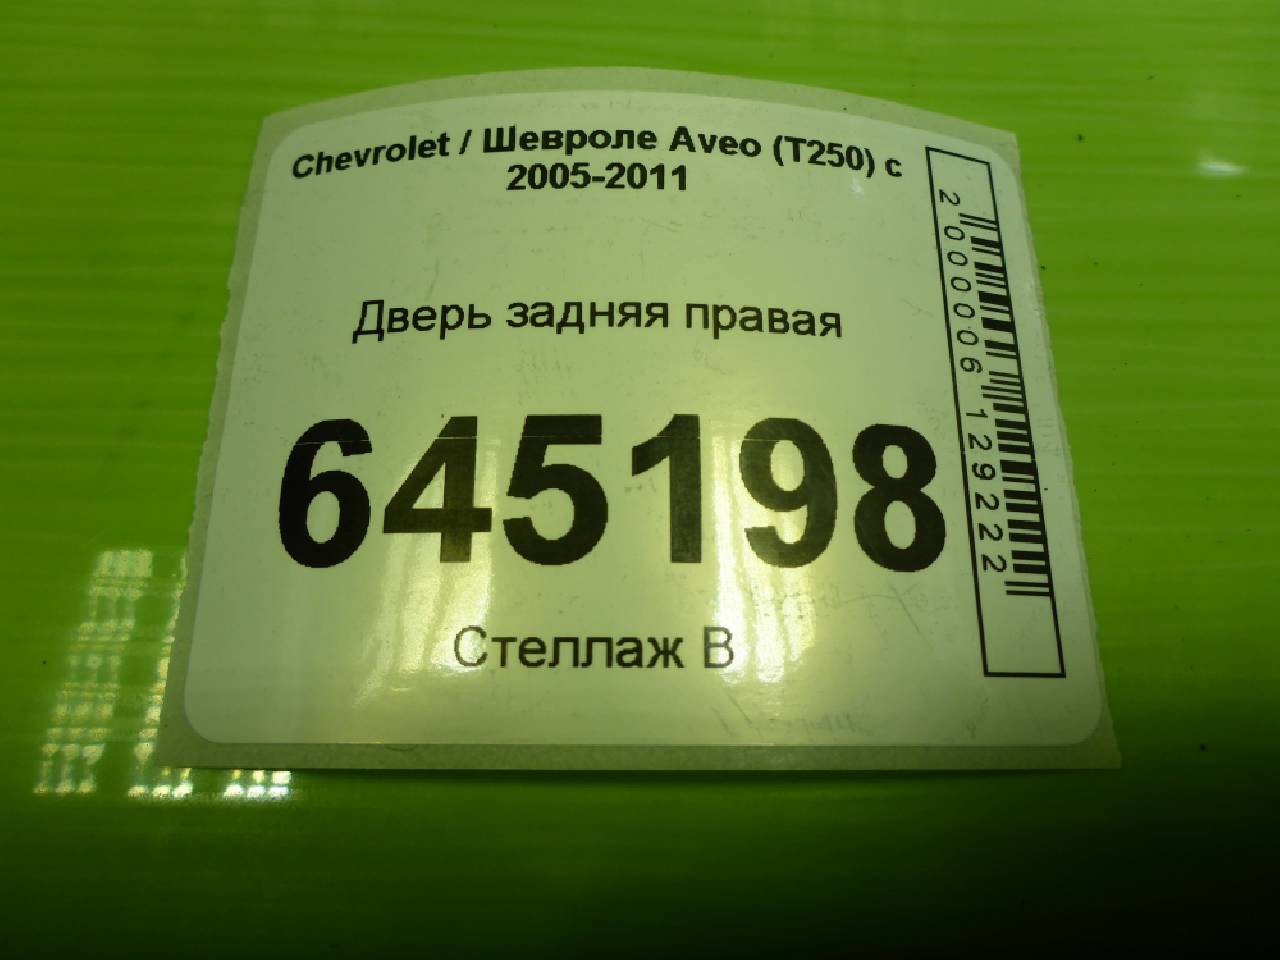 Chevrolet / Шевроле Aveo (T250) с
2005-2011
Дверь задняя правая
645198
Стеллаж В
2000006129222